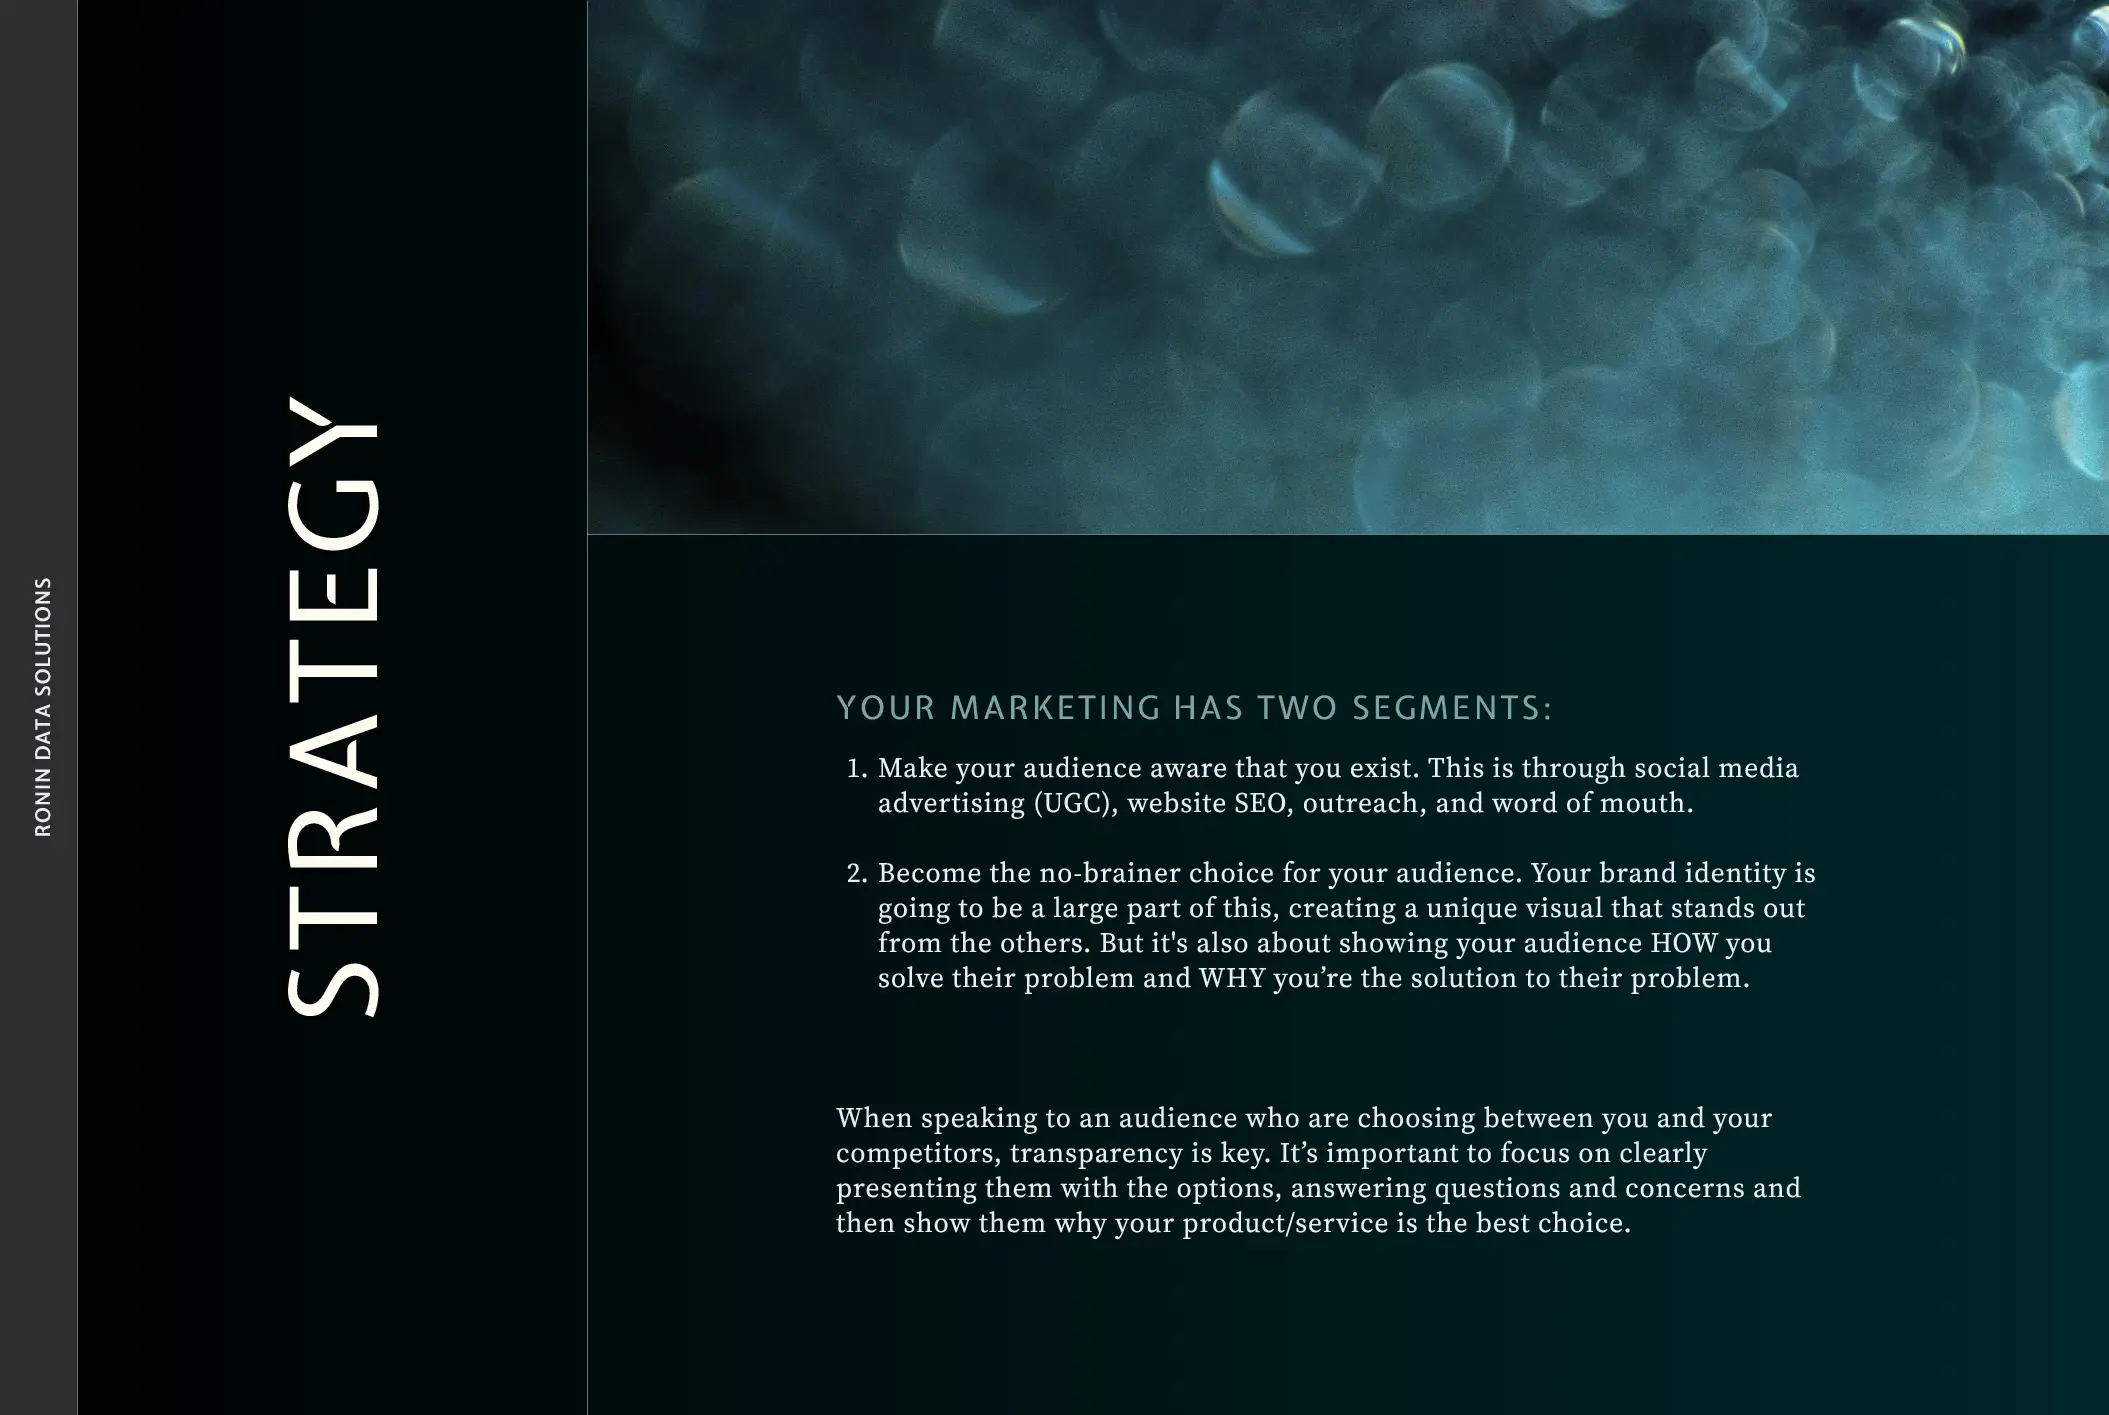 RONIN DATA SOLUTIONS
STRATEGY
YOUR MARKETING HAS TWO SEGMENTS:
1. Make your audience aware that you exist. This is through social media
advertising (UGC), website SEO, outreach, and word of mouth.
2. Become the no-brainer choice for your audience. Your brand identity is
going to be a large part of this, creating a unique visual that stands out
from the others. But it's also about showing your audience HOW you
solve their problem and WHY you’re the solution to their problem.
When speaking to an audience who are choosing between you and your
competitors, transparency is key. It’s important to focus on clearly
presenting them with the options, answering questions and concerns and
then show them why your product/service is the best choice.